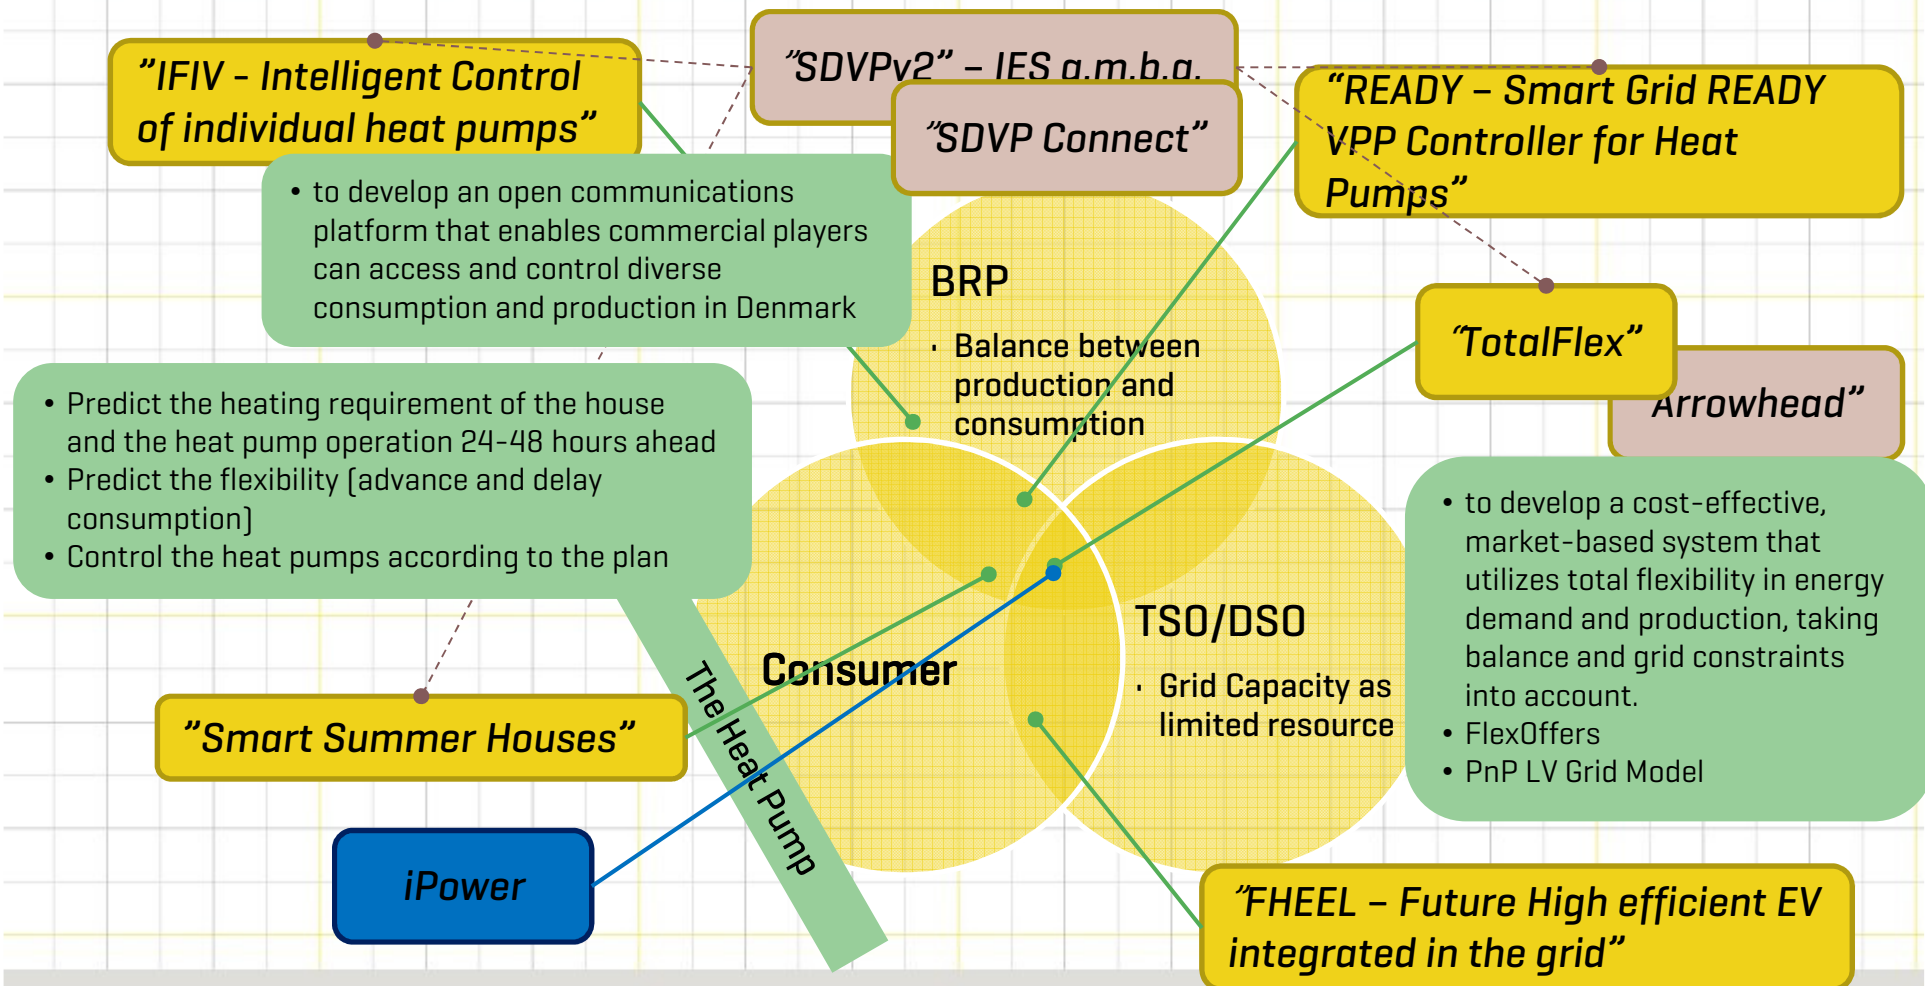 ”IFIV - Intelligent Control
of individual heat pumps”
”SDVPv2” – IES a.m.b.a.
”SDVP Connect”
“READY – Smart Grid READY
VPP Controller for Heat
Pumps”
• to develop an open communications
platform that enables commercial players
can access and control diverse
consumption and production in Denmark
BRP
· Balance between
production and
consumption
“TotalFlex”
Arrowhead”
• Predict the heating requirement of the house
and the heat pump operation 24-48 hours ahead
• Predict the flexibility (advance and delay
consumption)
• Control the heat pumps according to the plan
• to develop a cost-effective,
market-based system that
utilizes total flexibility in energy
demand and production, taking
balance and grid constraints
into account.
• FlexOffers
• PnP LV Grid Model
TSO/DSO
· Grid Capacity as
limited resource
Consumer
The Heat Pump
”Smart Summer Houses”
iPower
”FHEEL – Future High efficient EV
integrated in the grid”